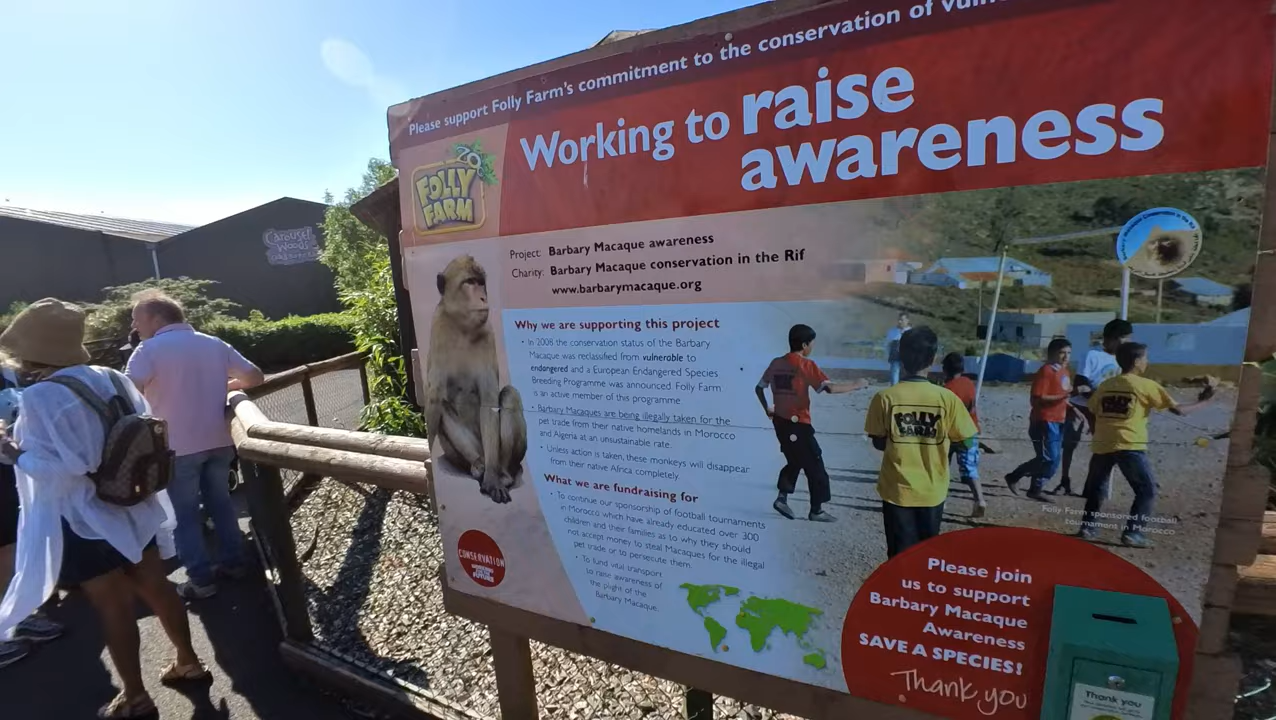 Please support Folly Farm's commitment to the conservation of
Working to raise
awareness
ZOO
FOLLY
FARM
Carousel
Woods
Project: Barbary Macaque awareness
Charity: Barbary Macaque conservation in the Rif
www.barbarymacaque.org
Why we are supporting this project
• In 2008 the conservation status of the Barbary
Macaque was reclassified from vulnerable to
endangered and a European Endangered Species
Breeding Programme was announced. Folly Farm
is an active member of this programme.
• Barbary Macaques are being illegally taken for the
pet trade from their native homelands in Morocco
and Algeria at an unsustainable rate.
• Unless action is taken, these monkeys will disappear
from their native Africa completely.
What we are fundraising for
• To continue our sponsorship of football tournaments
in Morocco which have already educated over 300
children and their families as to why they should
not accept money to steal Macaques for the illegal
pet trade or to persecute them.
• To fund vital transport
to raise awareness of
the plight of the
Barbary Macaque.
FOLLY
FARM
Folly Farm sponsored football
tournament in Morocco
CONSERVATION
FUTURE
Please join
us to support
Barbary Macaque
Awareness
SAVE A SPECIES!
Thank you
Thank you